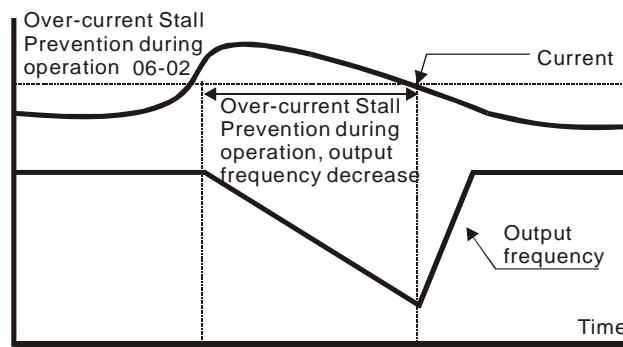 Over-current Stall
Prevention during
operation 06-02
Current
Over-current Stall
Prevention during
operation, output
frequency decrease
Output
frequency
Time